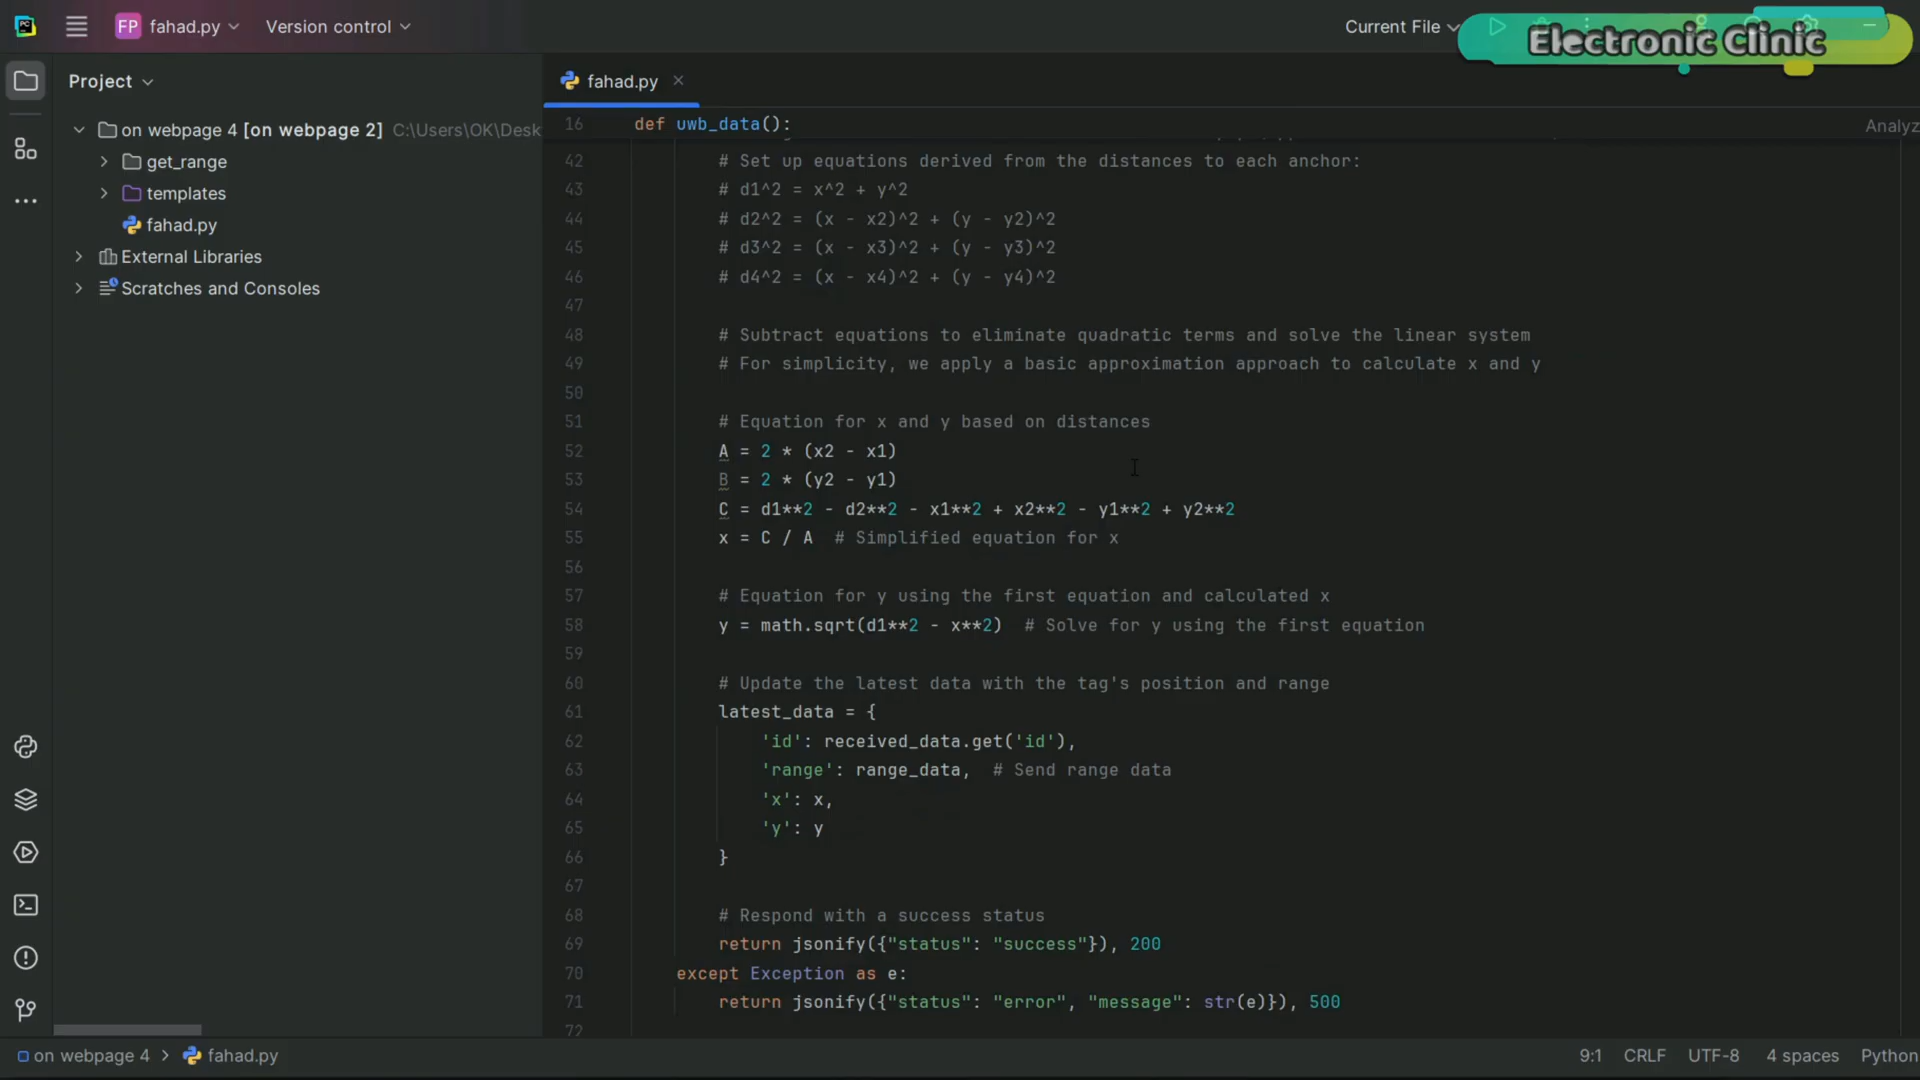 FP fahad.py
Version control
Current File
Electronic Clinic
Project
fahad.py
on webpage 4 [on webpage 2] C:\Users\OK\Desk
get_range
templates
fahad.py
External Libraries
Scratches and Consoles
Analyz
16 def uwb_data():
42 # Set up equations derived from the distances to each anchor:
43 # d1^2 = x^2 + y^2
44 # d2^2 = (x - x2)^2 + (y - y2)^2
45 # d3^2 = (x - x3)^2 + (y - y3)^2
46 # d4^2 = (x - x4)^2 + (y - y4)^2
47
48 # Subtract equations to eliminate quadratic terms and solve the linear system
49 # For simplicity, we apply a basic approximation approach to calculate x and y
50
51 # Equation for x and y based on distances
52 A = 2 * (x2 - x1)
53 B = 2 * (y2 - y1)
54 C = d1**2 - d2**2 - x1**2 + x2**2 - y1**2 + y2**2
55 x = C / A # Simplified equation for x
56
57 # Equation for y using the first equation and calculated x
58 y = math.sqrt(d1**2 - x**2) # Solve for y using the first equation
59
60 # Update the latest data with the tag's position and range
61 latest_data = {
62 'id': received_data.get('id'),
63 'range': range_data, # Send range data
64 'x': x,
65 'y': y
66 }
67
68 # Respond with a success status
69 return jsonify({"status": "success"}), 200
70 except Exception as e:
71 return jsonify({"status": "error", "message": str(e)}), 500
72
on webpage 4 > fahad.py
9:1 CRLF UTF-8 4 spaces Python